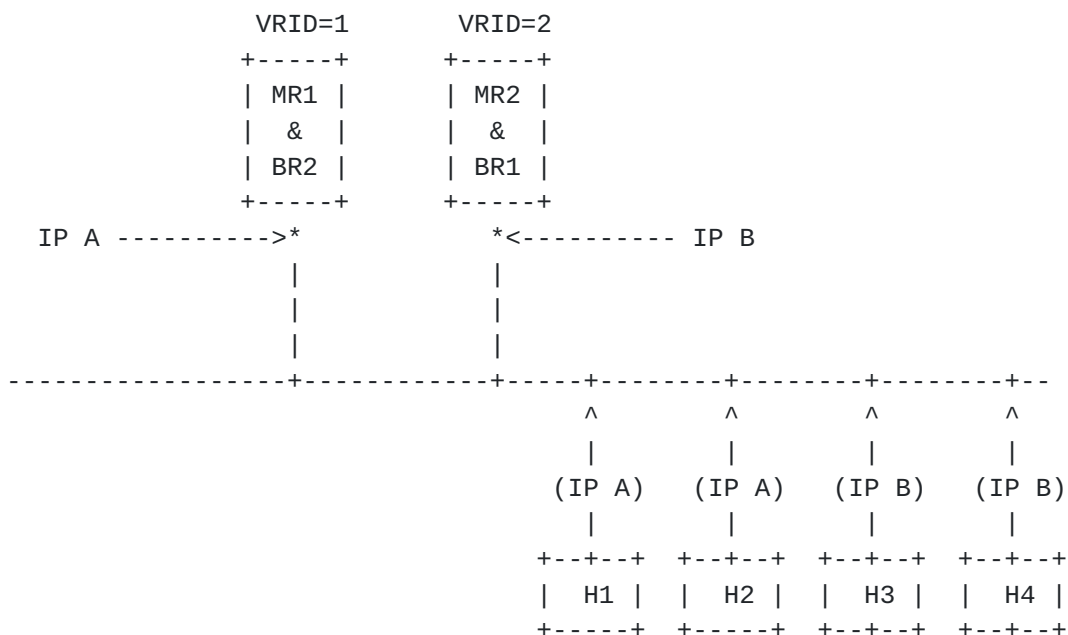 VRID=1       VRID=2
               +-----+      +-----+
               | MR1 |      | MR2 |
               |  &  |      |  &  |
               | BR2 |      | BR1 |
               +-----+      +-----+
  IP A ---------->*            *<---------- IP B
                  |            |
                  |            |
                  |            |
------------------+------------+-----+--------+--------+--------+--
                                     ^        ^        ^        ^
                                     |        |        |        |
                                   (IP A)   (IP A)   (IP B)   (IP B)
                                     |        |        |        |
                                  +--+--+  +--+--+  +--+--+  +--+--+
                                  |  H1 |  |  H2 |  |  H3 |  |  H4 |
                                  +-----+  +-----+  +--+--+  +--+--+